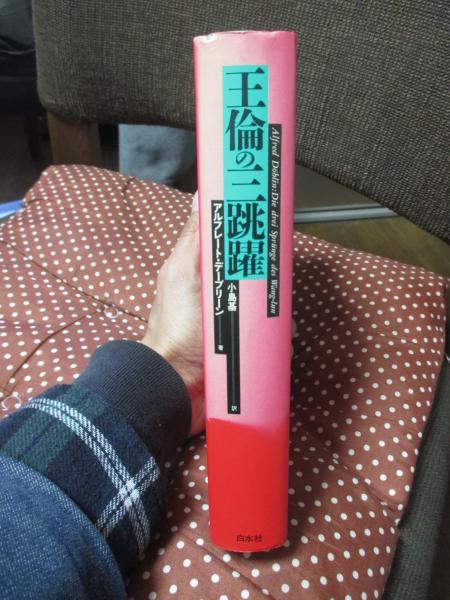 王倫の三跳躍
Alfred Döblin: Die drei Sprünge des Wang-lun
アルフレート・デーブリーン 著
小島基 訳
白水社